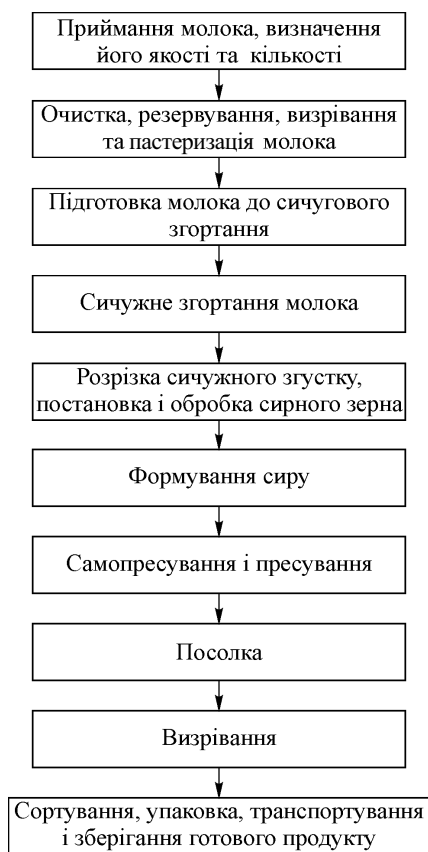 Приймання молока, визначення
його якості та кількості
Очистка, резервування, визрівання
та пастеризація молока
Підготовка молока до сичугового
згортання
Сичужне згортання молока
Розрізка сичужного згустку,
постановка і обробка сирного зерна
Формування сиру
Самопресування і пресування
Посолка
Визрівання
Сортування, упаковка, транспортування
і зберігання готового продукту